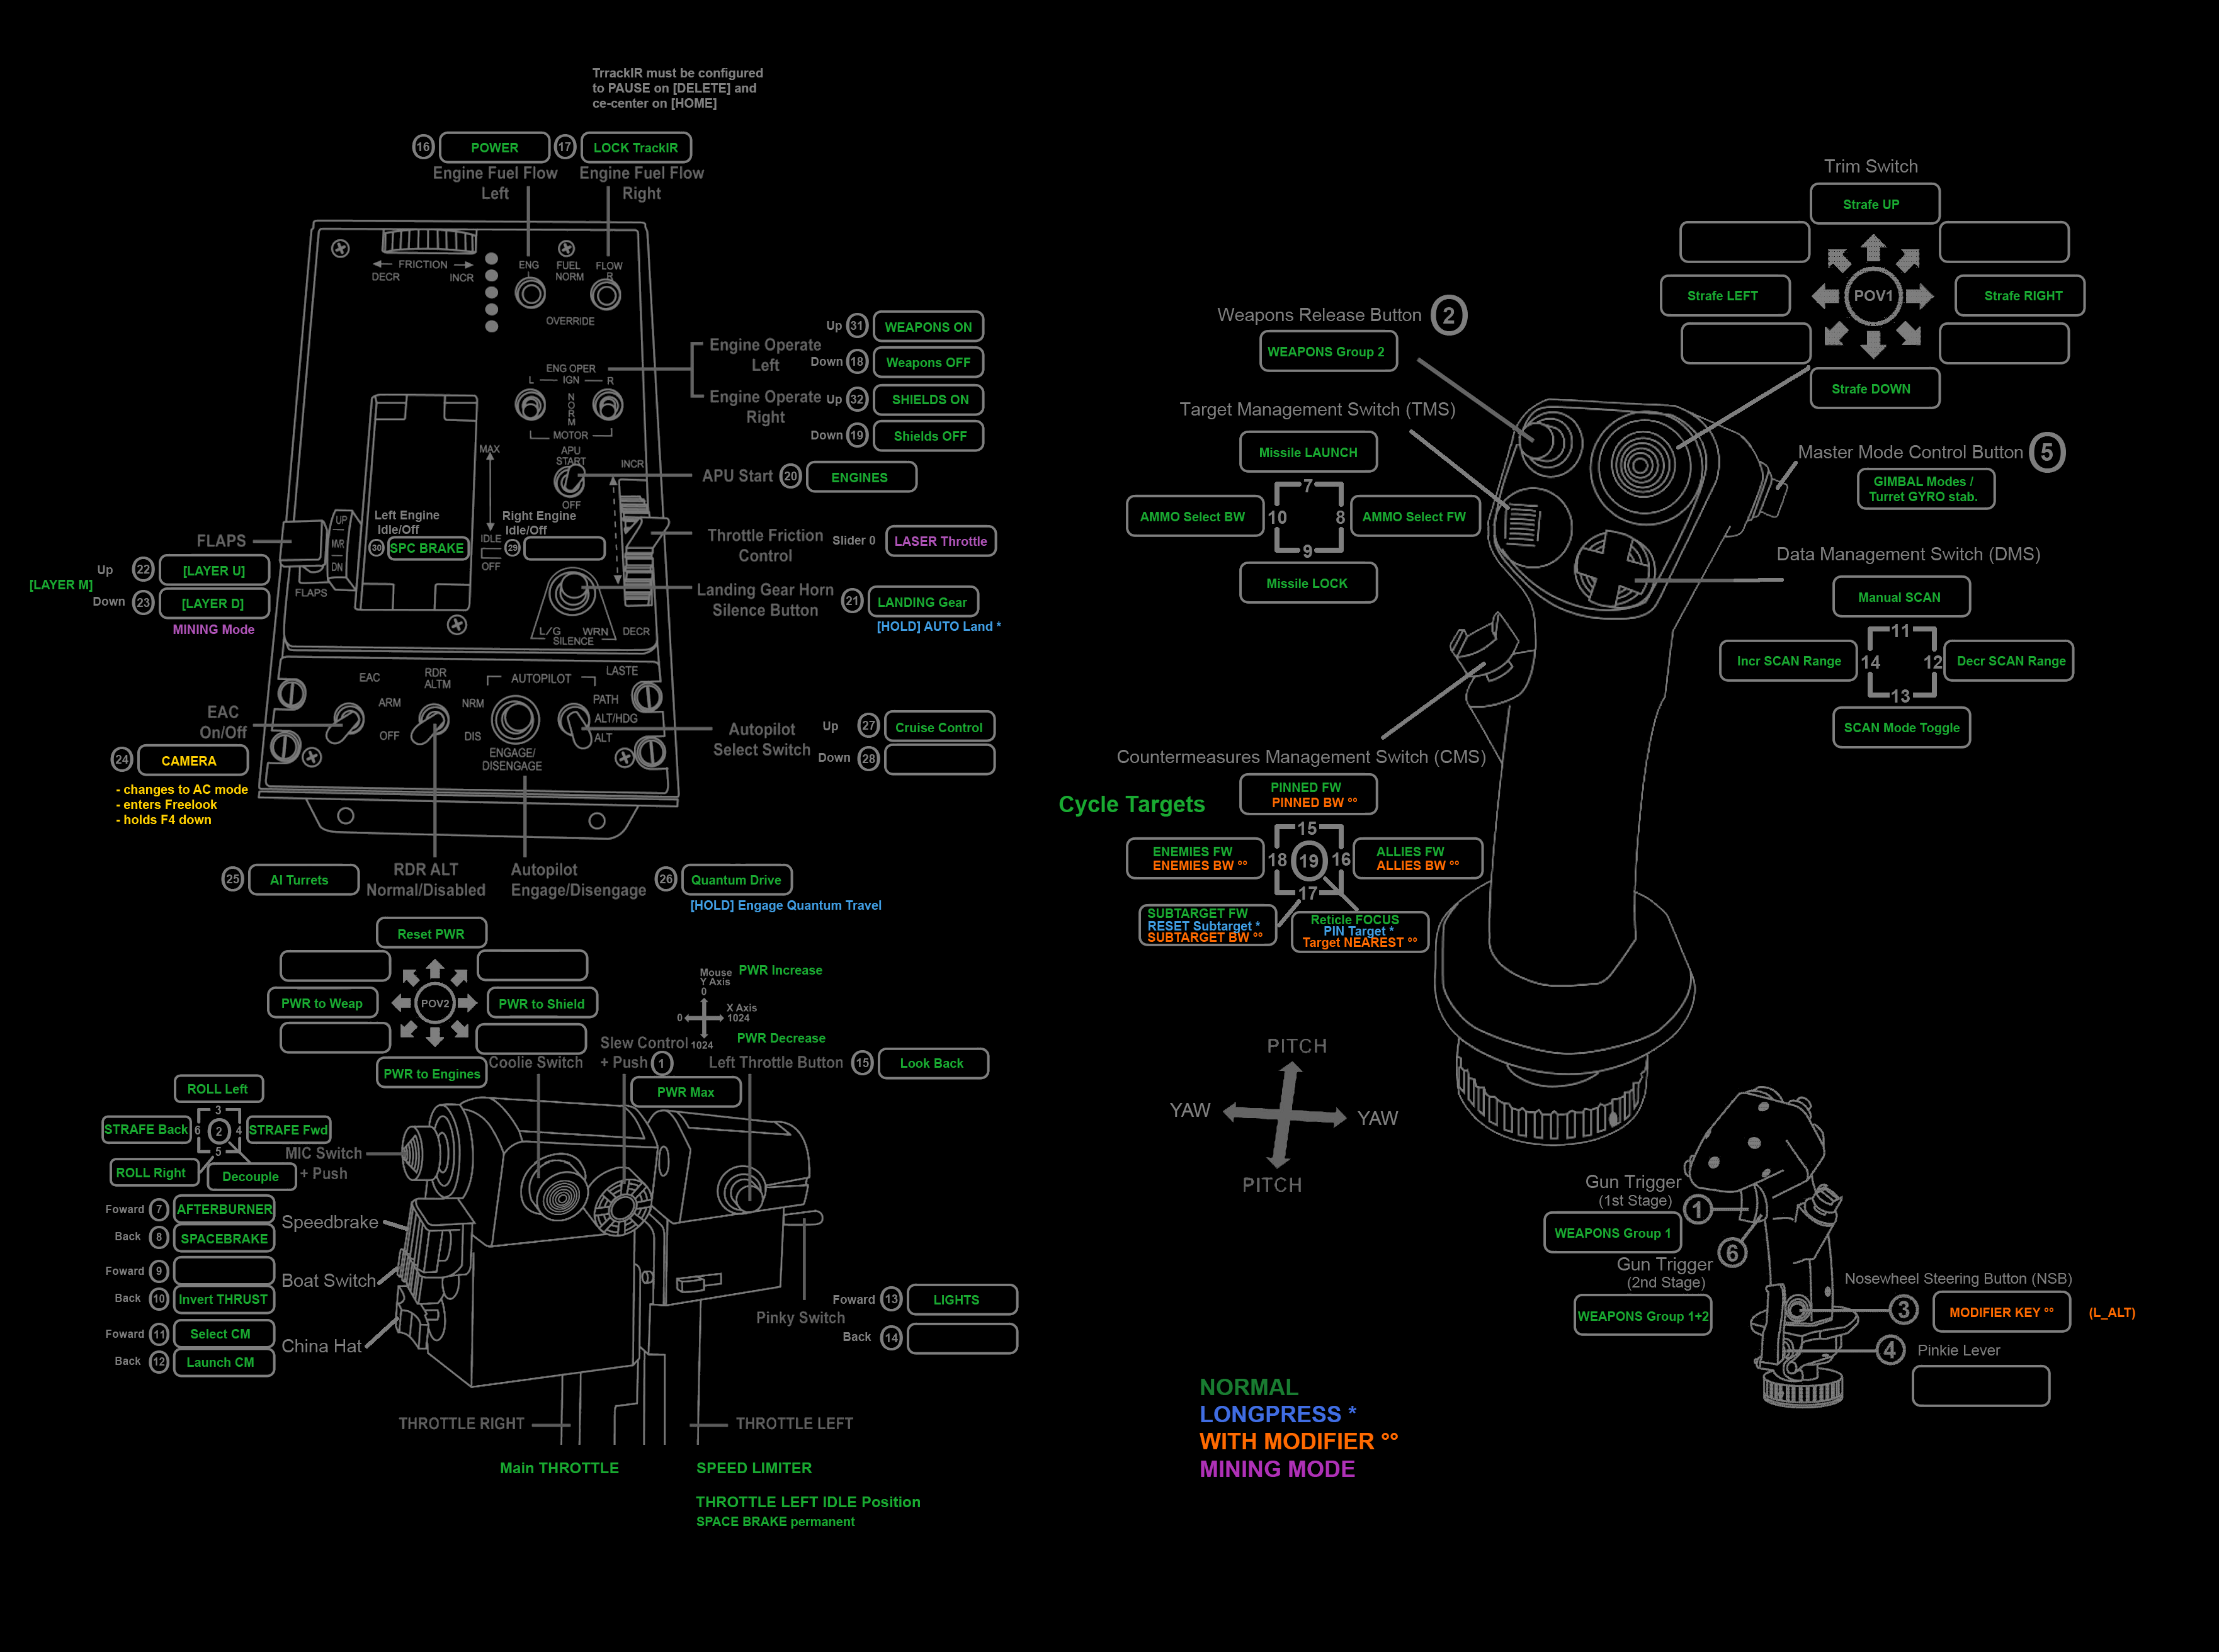 TrrackIR must be configured
to PAUSE on [DELETE] and
ce-center on [HOME]
16 POWER
17 LOCK TrackIR
Engine Fuel Flow
Left
Engine Fuel Flow
Right
FRICTION
DECR INCR
ENG FUEL FLOW
L NORM R
OVERRIDE
ENG OPER
L IGN R
NORM
MOTOR
APU
START
OFF
INCR
MAX
IDLE
OFF
Engine Operate
Left
Up 31 WEAPONS ON
Down 18 Weapons OFF
Engine Operate
Right
Up 32 SHIELDS ON
Down 19 Shields OFF
APU Start 20 ENGINES
Throttle Friction
Control
Slider 0 LASER Throttle
Landing Gear Horn
Silence Button
21 LANDING Gear
[HOLD] AUTO Land *
Left Engine
Idle/Off
30 SPC BRAKE
Right Engine
Idle/Off
29
FLAPS
UP
MVR
DN
FLAPS
Up 22 [LAYER U]
[LAYER M]
Down 23 [LAYER D]
MINING Mode
L/G WRN
SILENCE
DECR
EAC
RDR
ALTM
AUTOPILOT
LASTE
ARM
OFF
NRM
DIS
PATH
ALT/HDG
ALT
ENGAGE/
DISENGAGE
EAC
On/Off
24 CAMERA
- changes to AC mode
- enters Freelook
- holds F4 down
Autopilot
Select Switch
Up 27 Cruise Control
Down 28
25 AI Turrets
RDR ALT
Normal/Disabled
Autopilot
Engage/Disengage
26 Quantum Drive
[HOLD] Engage Quantum Travel
Reset PWR
PWR to Weap
POV2
PWR to Shield
PWR to Engines
Coolie Switch
Mouse
Y Axis
0
PWR Increase
0
X Axis
1024
1024
PWR Decrease
Slew Control
+ Push 1
PWR Max
Left Throttle Button 15 Look Back
ROLL Left
3
STRAFE Back 6 2 4 STRAFE Fwd
5
ROLL Right
Decouple
MIC Switch
+ Push
Foward 7 AFTERBURNER
Back 8 SPACEBRAKE
Speedbrake
Foward 9
Back 10 Invert THRUST
Boat Switch
Foward 11 Select CM
Back 12 Launch CM
China Hat
Pinky Switch
Foward 13 LIGHTS
Back 14
THROTTLE RIGHT
THROTTLE LEFT
Main THROTTLE
SPEED LIMITER
THROTTLE LEFT IDLE Position
SPACE BRAKE permanent
Trim Switch
Strafe UP
Strafe LEFT
POV1
Strafe RIGHT
Strafe DOWN
Weapons Release Button 2
WEAPONS Group 2
Target Management Switch (TMS)
Missile LAUNCH
7
AMMO Select BW 10 8 AMMO Select FW
9
Missile LOCK
Master Mode Control Button 5
GIMBAL Modes /
Turret GYRO stab.
Data Management Switch (DMS)
Manual SCAN
11
Incr SCAN Range 14 12 Decr SCAN Range
13
SCAN Mode Toggle
Countermeasures Management Switch (CMS)
Cycle Targets
PINNED FW
PINNED BW °°
15
ENEMIES FW
ENEMIES BW °°
18 19 16
ALLIES FW
ALLIES BW °°
17
SUBTARGET FW
RESET Subtarget *
SUBTARGET BW °°
Reticle FOCUS
PIN Target *
Target NEAREST °°
PITCH
YAW
YAW
PITCH
Gun Trigger
(1st Stage)
1
WEAPONS Group 1
6
Gun Trigger
(2nd Stage)
WEAPONS Group 1+2
Nosewheel Steering Button (NSB)
3 MODIFIER KEY °° (L_ALT)
4 Pinkie Lever
NORMAL
LONGPRESS *
WITH MODIFIER °°
MINING MODE